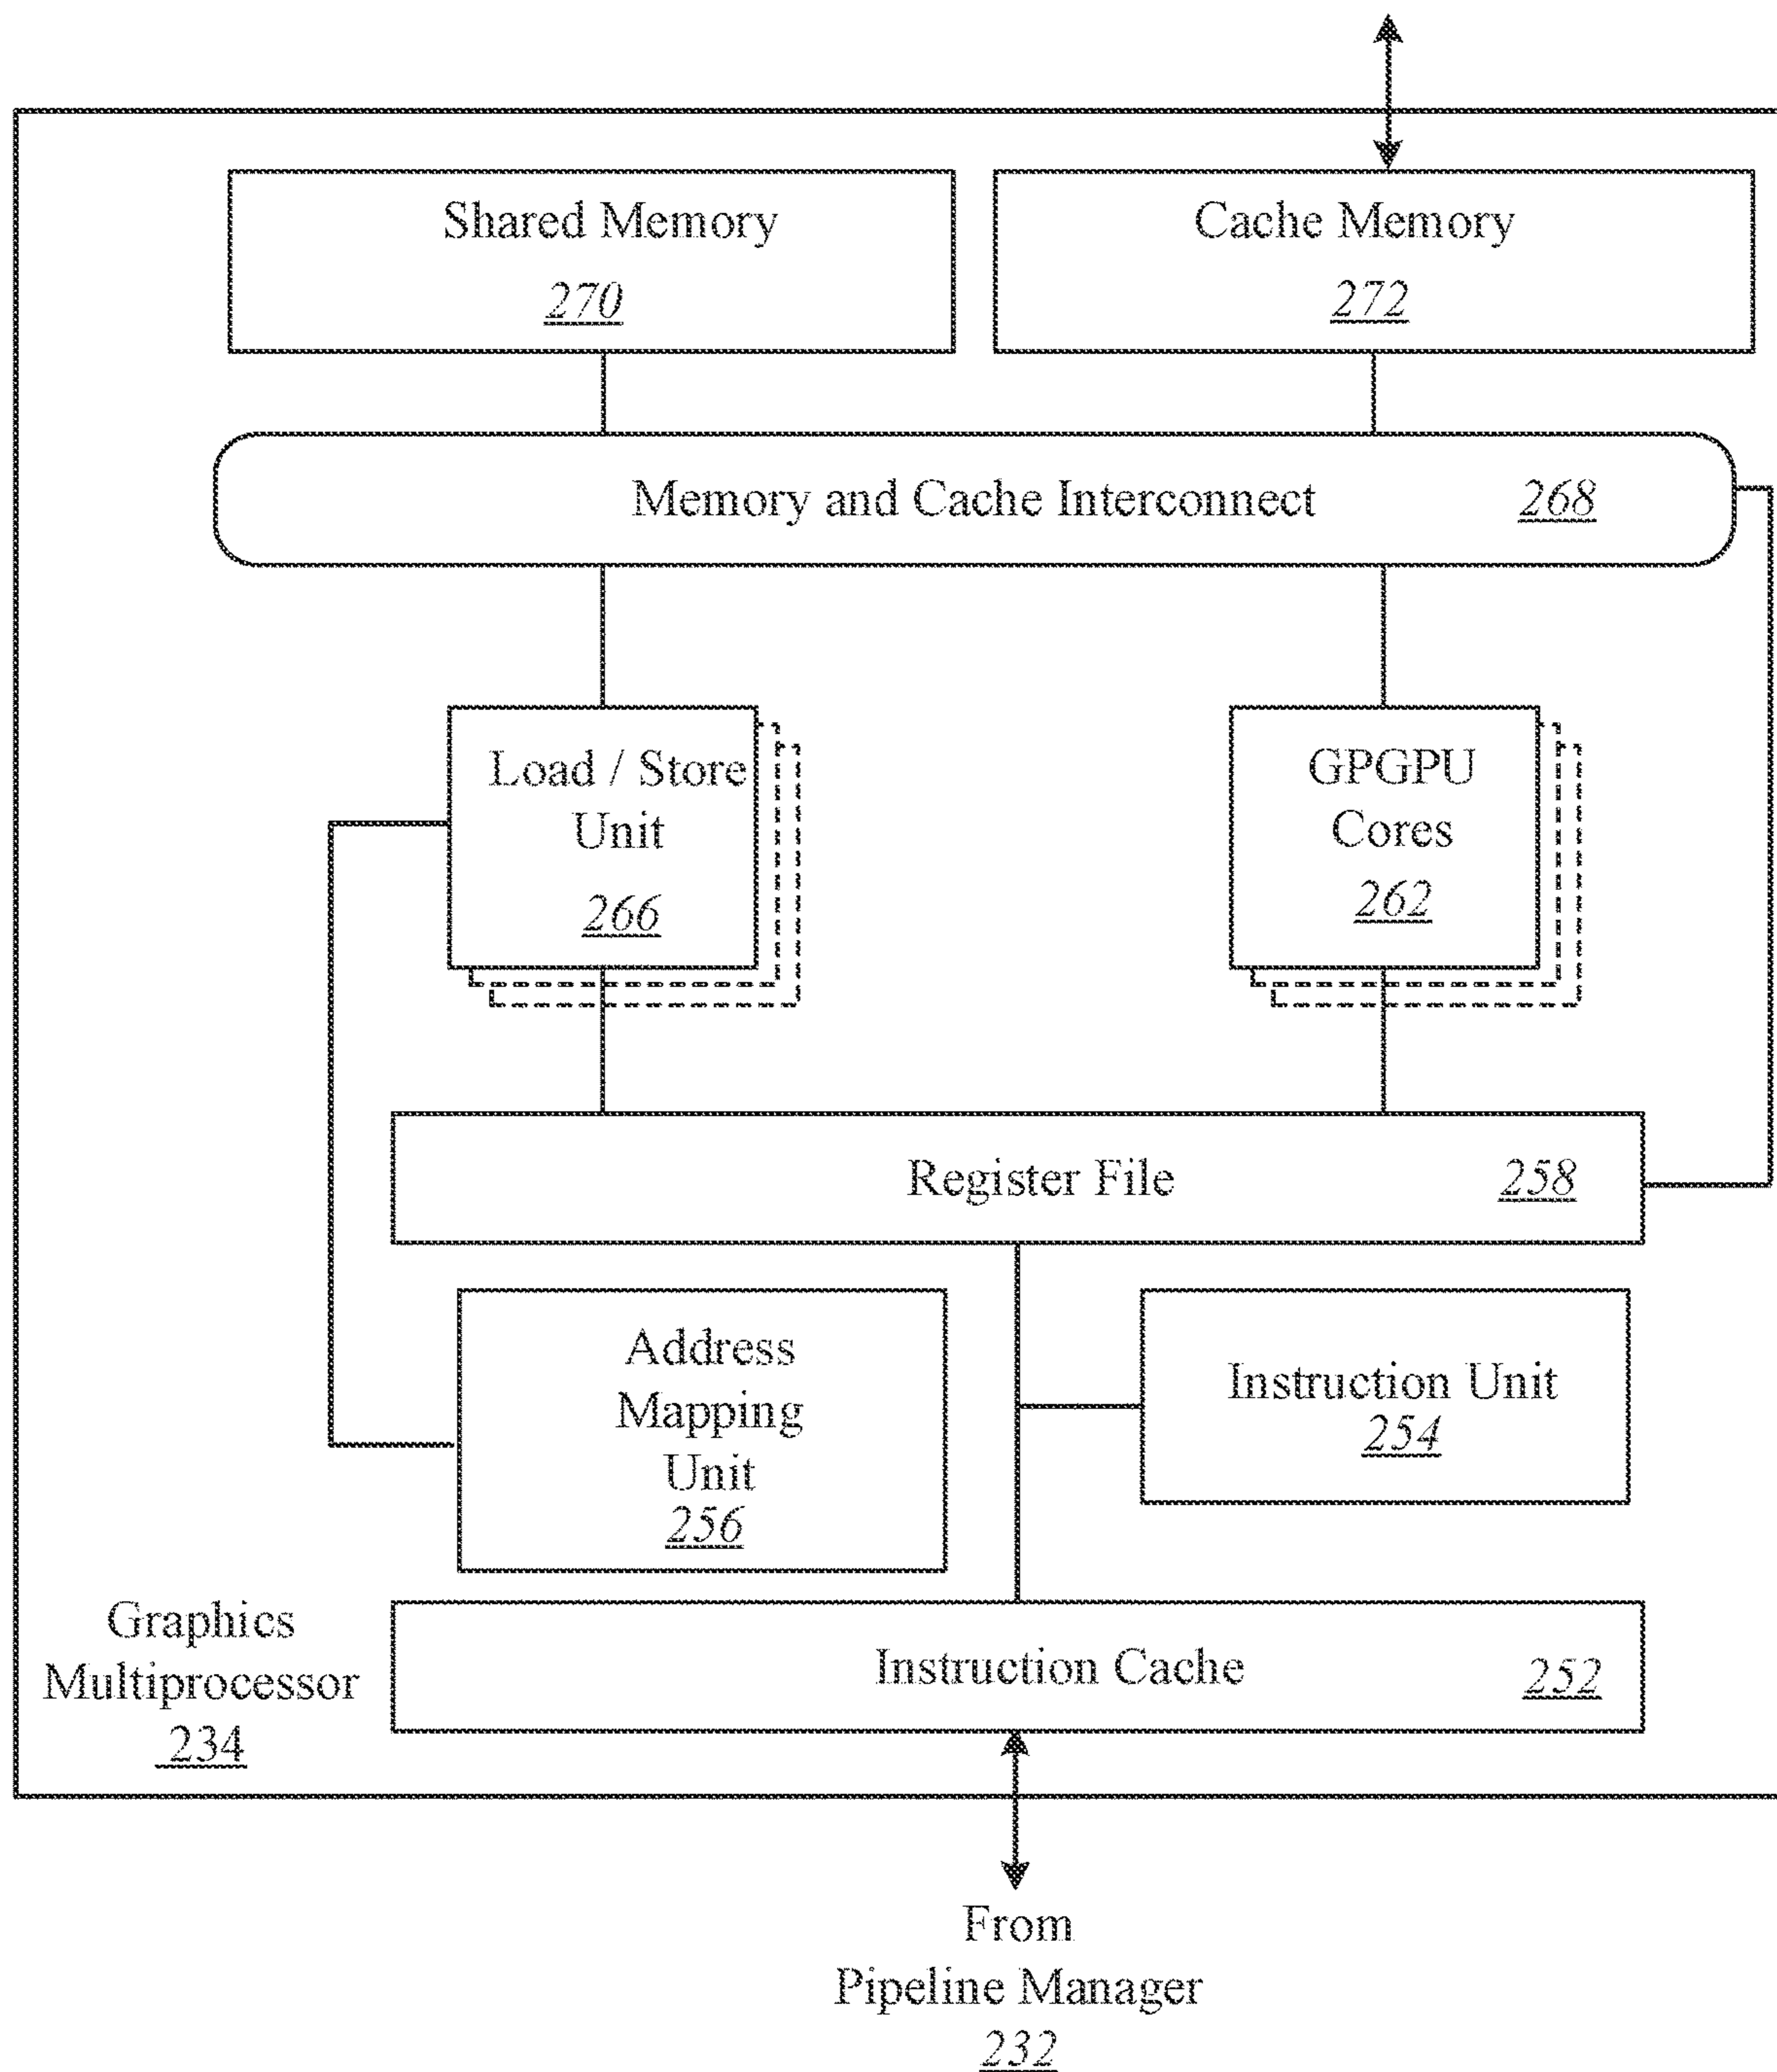 Shared Memory
270
Cache Memory
272
Memory and Cache Interconnect 268
Load / Store
Unit
266
GPGPU
Cores
262
Register File 258
Address
Mapping
Unit
256
Instruction Unit
254
Graphics
Multiprocessor
234
Instruction Cache 252
From
Pipeline Manager
232